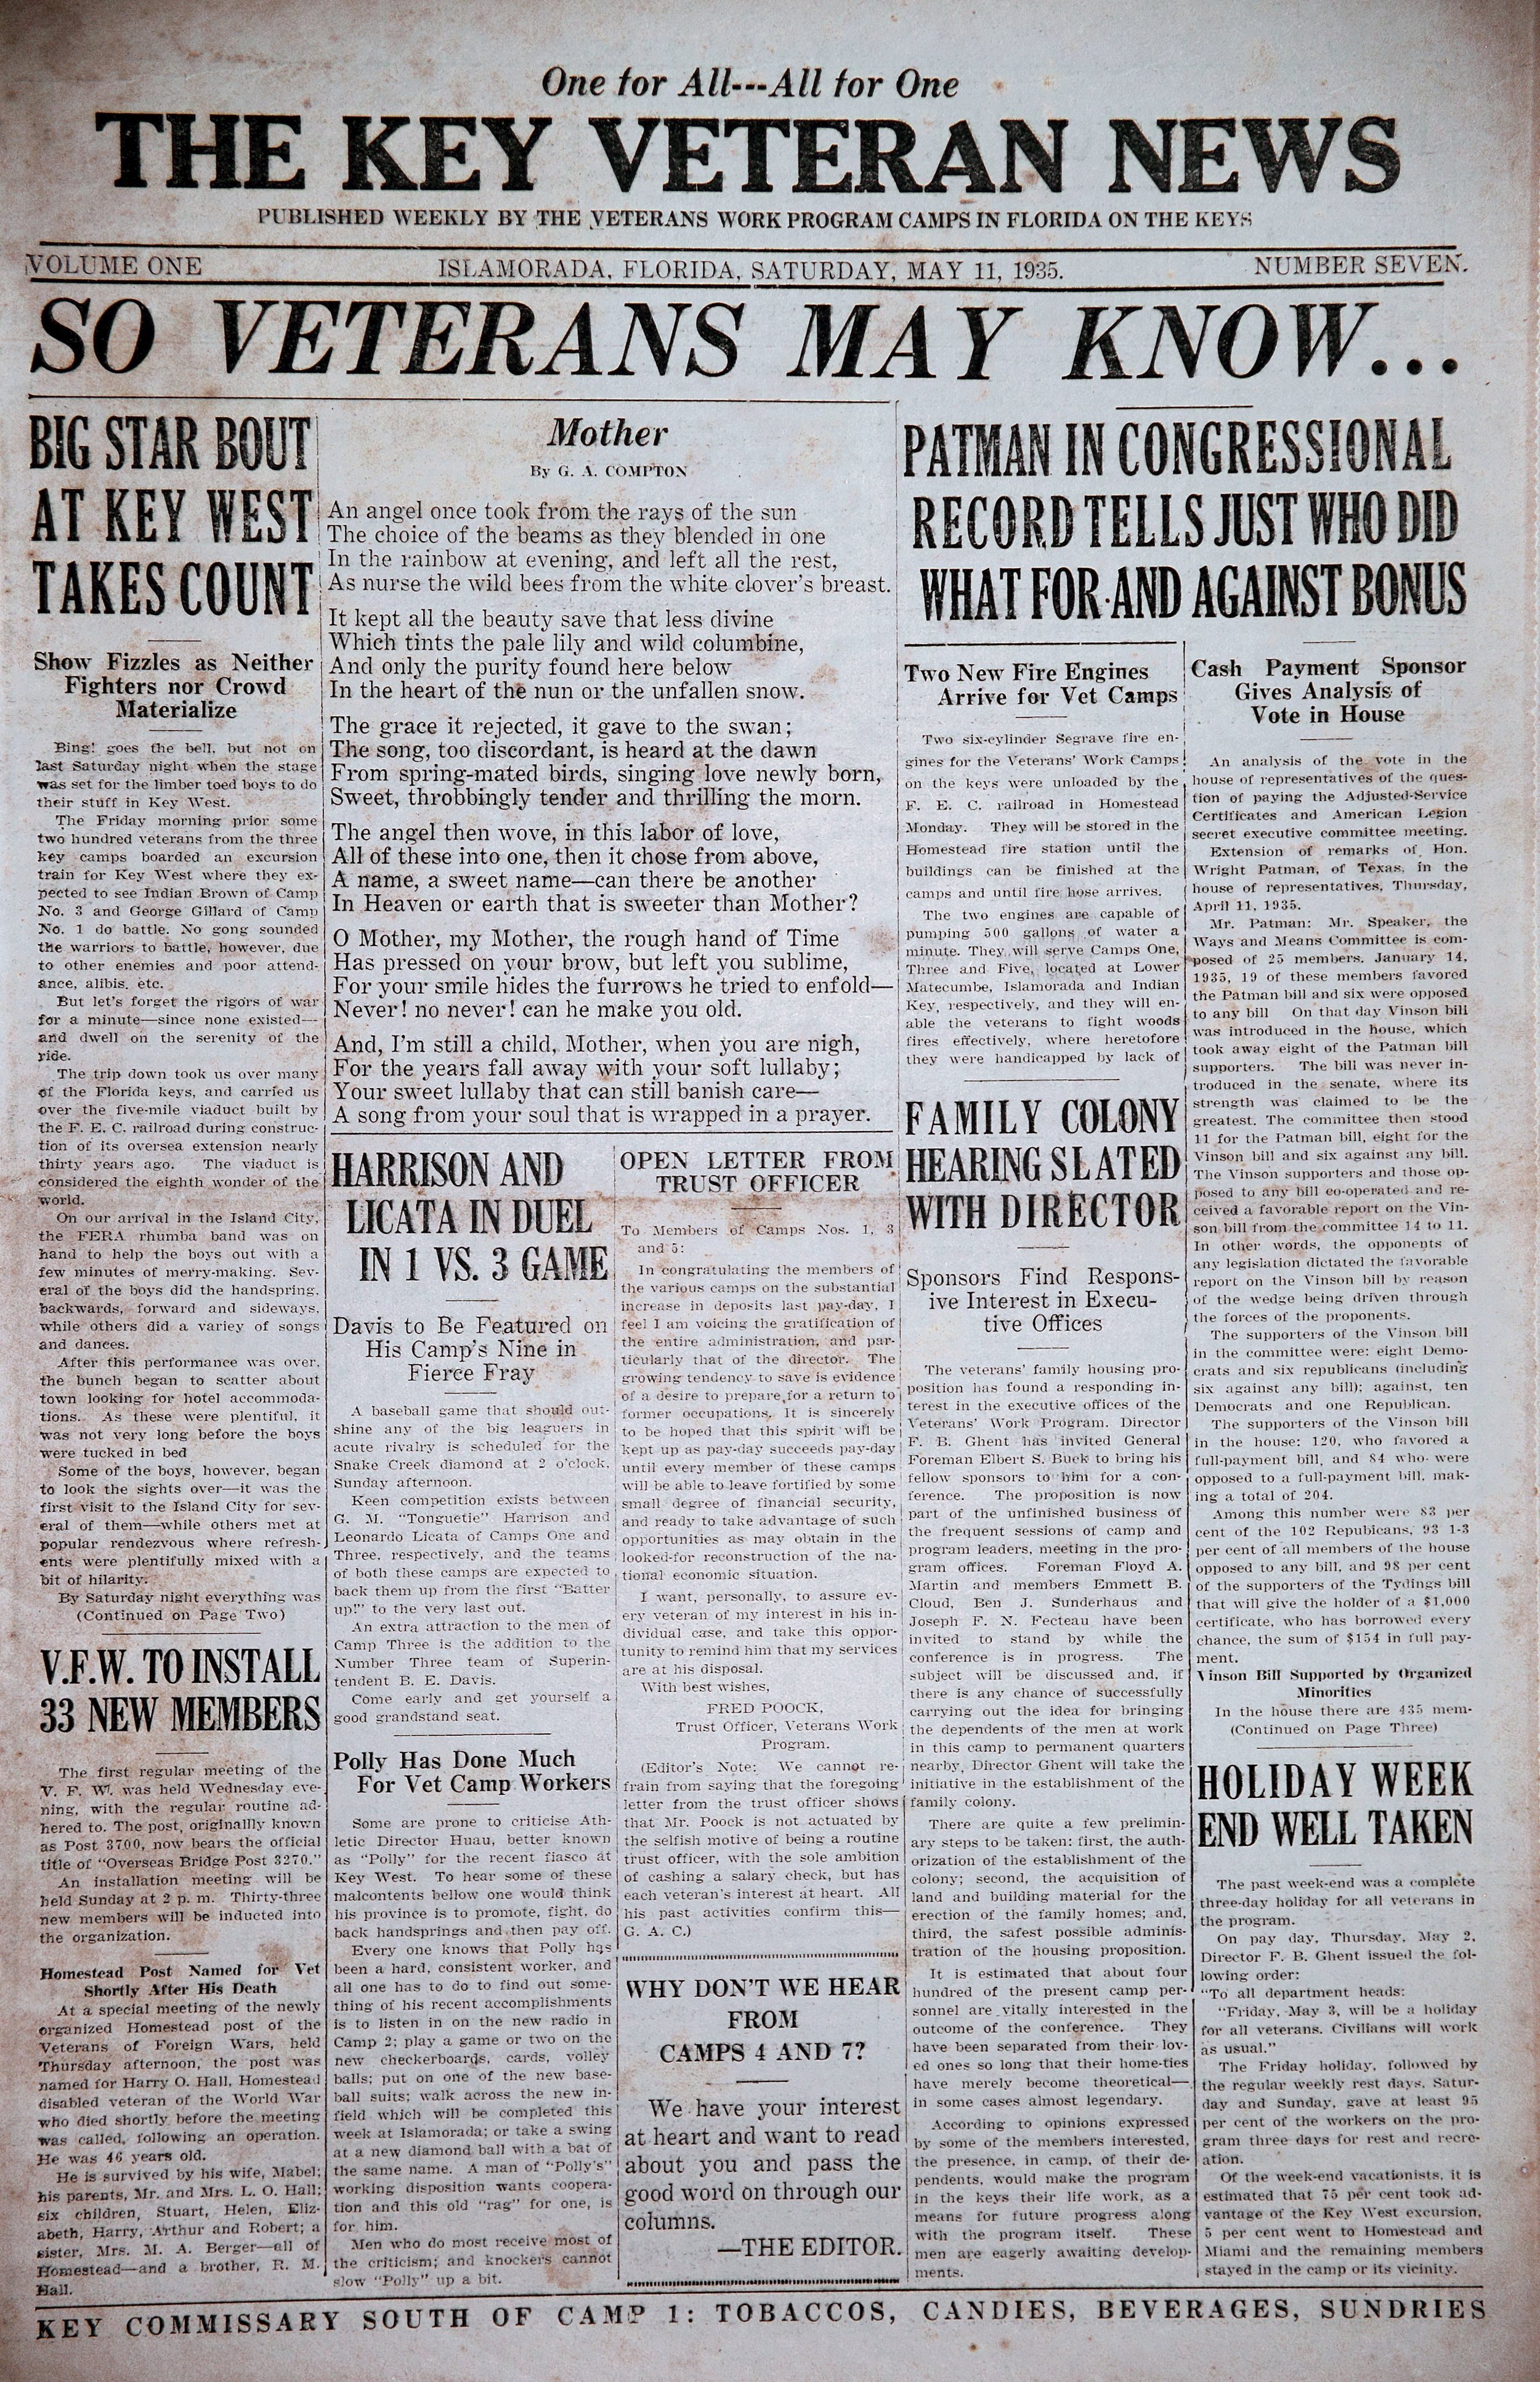 One for All---All for One
THE KEY VETERAN NEWS
PUBLISHED WEEKLY BY THE VETERANS WORK PROGRAM CAMPS IN FLORIDA ON THE KEYS
VOLUME ONE
ISLAMORADA, FLORIDA, SATURDAY, MAY 11, 1935.
NUMBER SEVEN.
SO VETERANS MAY KNOW...
BIG STAR BOUT
AT KEY WEST
TAKES COUNT
Show Fizzles as Neither
Fighters nor Crowd
Materialize
Bing! goes the bell, but not on
last Saturday night when the stage
was set for the limber toed boys to do
their stuff in Key West.
The Friday morning prior some
two hundred veterans from the three
key camps boarded an excursion
train for Key West where they ex-
pected to see Indian Brown of Camp
No. 3 and George Gillard of Camp
No. 1 do battle. No gong sounded
the warriors to battle, however, due
to other enemies and poor attend-
ance, alibis, etc.
But let's forget the rigors of war
for a minute—since none existed—
and dwell on the serenity of the
ride.
The trip down took us over many
of the Florida keys, and carried us
over the five-mile viaduct built by
the F. E. C. railroad during construc-
tion of its oversea extension nearly
thirty years ago. The viaduct is
considered the eighth wonder of the
world.
On our arrival in the Island City,
the FERA rhumba band was on
hand to help the boys out with a
few minutes of merry-making. Sev-
eral of the boys did the handspring,
backwards, forward and sideways,
while others did a variey of songs
and dances.
After this performance was over,
the bunch began to scatter about
town looking for hotel accommoda-
tions. As these were plentiful, it
was not very long before the boys
were tucked in bed
Some of the boys, however, began
to look the sights over—it was the
first visit to the Island City for sev-
eral of them—while others met at
popular rendezvous where refresh-
ents were plentifully mixed with a
bit of hilarity.
By Saturday night everything was
(Continued on Page Two)
V.F.W. TO INSTALL
33 NEW MEMBERS
The first regular meeting of the
V. F. W. was held Wednesday eve-
ning, with the regular routine ad-
hered to. The post, originallly known
as Post 3700, now bears the official
title of "Overseas Bridge Post 3270."
An installation meeting will be
held Sunday at 2 p. m. Thirty-three
new members will be inducted into
the organization.
Homestead Post Named for Vet
Shortly After His Death
At a special meeting of the newly
organized Homestead post of the
Veterans of Foreign Wars, held
Thursday afternoon, the post was
named for Harry O. Hall, Homestead
disabled veteran of the World War
who died shortly before the meeting
was called, following an operation.
He was 46 years old.
He is survived by his wife, Mabel;
his parents, Mr. and Mrs. L. O. Hall;
six children, Stuart, Helen, Eliz-
abeth, Harry, Arthur and Robert; a
sister, Mrs. M. A. Berger—all of
Homestead—and a brother, R. M.
Hall.
Mother
By G. A. COMPTON
An angel once took from the rays of the sun
The choice of the beams as they blended in one
In the rainbow at evening, and left all the rest,
As nurse the wild bees from the white clover's breast.
It kept all the beauty save that less divine
Which tints the pale lily and wild columbine,
And only the purity found here below
In the heart of the nun or the unfallen snow.
The grace it rejected, it gave to the swan;
The song, too discordant, is heard at the dawn
From spring-mated birds, singing love newly born,
Sweet, throbbingly tender and thrilling the morn.
The angel then wove, in this labor of love,
All of these into one, then it chose from above,
A name, a sweet name—can there be another
In Heaven or earth that is sweeter than Mother?
O Mother, my Mother, the rough hand of Time
Has pressed on your brow, but left you sublime,
For your smile hides the furrows he tried to enfold—
Never! no never! can he make you old.
And, I'm still a child, Mother, when you are nigh,
For the years fall away with your soft lullaby;
Your sweet lullaby that can still banish care—
A song from your soul that is wrapped in a prayer.
HARRISON AND
LICATA IN DUEL
IN 1 VS. 3 GAME
Davis to Be Featured on
His Camp's Nine in
Fierce Fray
A baseball game that should out-
shine any of the big leaguers in
acute rivalry is scheduled for the
Snake Creek diamond at 2 o'clock,
Sunday afternoon.
Keen competition exists between
G. M. "Tonguetie" Harrison and
Leonardo Licata of Camps One and
Three, respectively, and the teams
of both these camps are expected to
back them up from the first "Batter
up!" to the very last out.
An extra attraction to the men of
Camp Three is the addition to the
Number Three team of Superin-
tendent B. E. Davis.
Come early and get yourself a
good grandstand seat.
Polly Has Done Much
For Vet Camp Workers
Some are prone to criticise Ath-
letic Director Huau, better known
as "Polly" for the recent fiasco at
Key West. To hear some of these
malcontents bellow one would think
his province is to promote, fight, do
back handsprings and then pay off.
Every one knows that Polly has
been a hard, consistent worker, and
all one has to do to find out some-
thing of his recent accomplishments
is to listen in on the new radio in
Camp 2; play a game or two on the
new checkerboards, cards, volley
balls; put on one of the new base-
ball suits; walk across the new in-
field which will be completed this
week at Islamorada; or take a swing
at a new diamond ball with a bat of
the same name. A man of "Polly's"
working disposition wants coopera-
tion and this old "rag" for one, is
for him.
Men who do most receive most of
the criticism; and knockers cannot
slow "Polly" up a bit.
OPEN LETTER FROM
TRUST OFFICER
To Members of Camps Nos. 1, 3
and 5:
In congratulating the members of
the various camps on the substantial
increase in deposits last pay-day, I
feel I am voicing the gratification of
the entire administration, and par-
ticularly that of the director. The
growing tendency to save is evidence
of a desire to prepare for a return to
former occupations. It is sincerely
to be hoped that this spirit will be
kept up as pay-day succeeds pay-day
until every member of these camps
will be able to leave fortified by some
small degree of financial security,
and ready to take advantage of such
opportunities as may obtain in the
looked-for reconstruction of the na-
tional economic situation.
I want, personally, to assure ev-
ery veteran of my interest in his in-
dividual case, and take this oppor-
tunity to remind him that my services
are at his disposal.
With best wishes,
FRED POOCK,
Trust Officer, Veterans Work
Program.
(Editor's Note: We cannot re-
frain from saying that the foregoing
letter from the trust officer shows
that Mr. Poock is not actuated by
the selfish motive of being a routine
trust officer, with the sole ambition
of cashing a salary check, but has
each veteran's interest at heart. All
his past activities confirm this—
G. A. C.)
WHY DON'T WE HEAR
FROM
CAMPS 4 AND 7?
We have your interest
at heart and want to read
about you and pass the
good word on through our
columns.
—THE EDITOR.
PATMAN IN CONGRESSIONAL
RECORD TELLS JUST WHO DID
WHAT FOR AND AGAINST BONUS
Two New Fire Engines
Arrive for Vet Camps
Two six-cylinder Segrave fire en-
gines for the Veterans' Work Camps
on the keys were unloaded by the
F. E. C. railroad in Homestead
Monday. They will be stored in the
Homestead fire station until the
buildings can be finished at the
camps and until fire hose arrives.
The two engines are capable of
pumping 500 gallons of water a
minute. They will serve Camps One,
Three and Five, located at Lower
Matecumbe, Islamorada and Indian
Key, respectively, and they will en-
able the veterans to fight woods
fires effectively, where heretofore
they were handicapped by lack of
FAMILY COLONY
HEARING SLATED
WITH DIRECTOR
Sponsors Find Respons-
ive Interest in Execu-
tive Offices
The veterans' family housing pro-
position has found a responding in-
terest in the executive offices of the
Veterans' Work Program. Director
F. B. Ghent has invited General
Foreman Elbert S. Buck to bring his
fellow sponsors to him for a con-
ference. The proposition is now
part of the unfinished business of
the frequent sessions of camp and
program leaders, meeting in the pro-
gram offices. Foreman Floyd A.
Martin and members Emmett B.
Cloud, Ben J. Sunderhaus and
Joseph F. N. Fecteau have been
invited to stand by while the
conference is in progress. The
subject will be discussed and, if
there is any chance of successfully
carrying out the idea for bringing
the dependents of the men at work
in this camp to permanent quarters
nearby, Director Ghent will take the
initiative in the establishment of the
family colony.
There are quite a few prelimin-
ary steps to be taken: first, the auth-
orization of the establishment of the
colony; second, the acquisition of
land and building material for the
erection of the family homes; and,
third, the safest possible adminis-
tration of the housing proposition.
It is estimated that about four
hundred of the present camp per-
sonnel are vitally interested in the
outcome of the conference. They
have been separated from their lov-
ed ones so long that their home-ties
have merely become theoretical—
in some cases almost legendary.
According to opinions expressed
by some of the members interested,
the presence, in camp, of their de-
pendents, would make the program
in the keys their life work, as a
means for future progress along
with the program itself. These
men are eagerly awaiting develop-
ments.
Cash Payment Sponsor
Gives Analysis of
Vote in House
An analysis of the vote in the
house of representatives of the ques-
tion of paying the Adjusted-Service
Certificates and American Legion
secret executive committee meeting.
Extension of remarks of Hon.
Wright Patman, of Texas, in the
house of representatives, Thursday,
April 11, 1935.
Mr. Patman: Mr. Speaker, the
Ways and Means Committee is com-
posed of 25 members. January 14,
1935, 19 of these members favored
the Patman bill and six were opposed
to any bill On that day Vinson bill
was introduced in the house, which
took away eight of the Patman bill
supporters. The bill was never in-
troduced in the senate, where its
strength was claimed to be the
greatest. The committee then stood
11 for the Patman bill, eight for the
Vinson bill and six against any bill.
The Vinson supporters and those op-
posed to any bill co-operated and re-
ceived a favorable report on the Vin-
son bill from the committee 14 to 11.
In other words, the opponents of
any legislation dictated the favorable
report on the Vinson bill by reason
of the wedge being driven through
the forces of the proponents.
The supporters of the Vinson bill
in the committee were: eight Demo-
crats and six republicans (including
six against any bill); against, ten
Democrats and one Republican.
The supporters of the Vinson bill
in the house: 120, who favored a
full-payment bill, and 84 who were
opposed to a full-payment bill, mak-
ing a total of 204.
Among this number were 83 per
cent of the 102 Repubicans, 93 1-3
per cent of all members of the house
opposed to any bill, and 98 per cent
of the supporters of the Tydings bill
that will give the holder of a $1,000
certificate, who has borrowed every
chance, the sum of $154 in full pay-
ment.
Vinson Bill Supported by Organized
Minorities
In the house there are 435 mem-
(Continued on Page Three)
HOLIDAY WEEK
END WELL TAKEN
The past week-end was a complete
three-day holiday for all veterans in
the program.
On pay day, Thursday, May 2,
Director F. B. Ghent issued the fol-
lowing order:
"To all department heads:
"Friday, May 3, will be a holiday
for all veterans. Civilians will work
as usual."
The Friday holiday, followed by
the regular weekly rest days, Satur-
day and Sunday, gave at least 95
per cent of the workers on the pro-
gram three days for rest and recre-
ation.
Of the week-end vacationists, it is
estimated that 75 per cent took ad-
vantage of the Key West excursion,
5 per cent went to Homestead and
Miami and the remaining members
stayed in the camp or its vicinity.
KEY COMMISSARY SOUTH OF CAMP 1: TOBACCOS, CANDIES, BEVERAGES, SUNDRIES